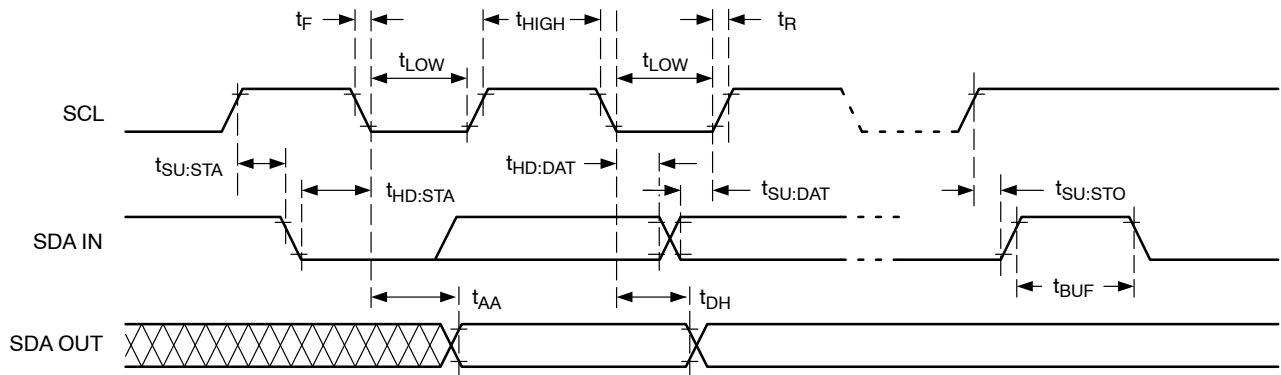 tF
tHIGH
tR
tLOW
tLOW
SCL
tSU:STA
tHD:STA
tHD:DAT
tSU:DAT
tSU:STO
SDA IN
tAA
tDH
tBUF
SDA OUT